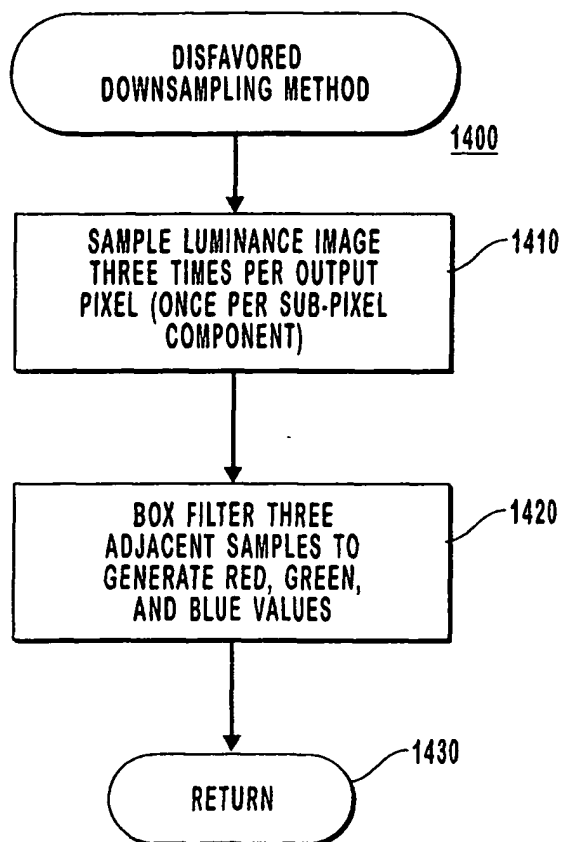 DISFAVORED
DOWNSAMPLING METHOD
1400
SAMPLE LUMINANCE IMAGE
THREE TIMES PER OUTPUT
PIXEL (ONCE PER SUB-PIXEL
COMPONENT)
1410
BOX FILTER THREE
ADJACENT SAMPLES TO
GENERATE RED, GREEN,
AND BLUE VALUES
1420
RETURN
1430